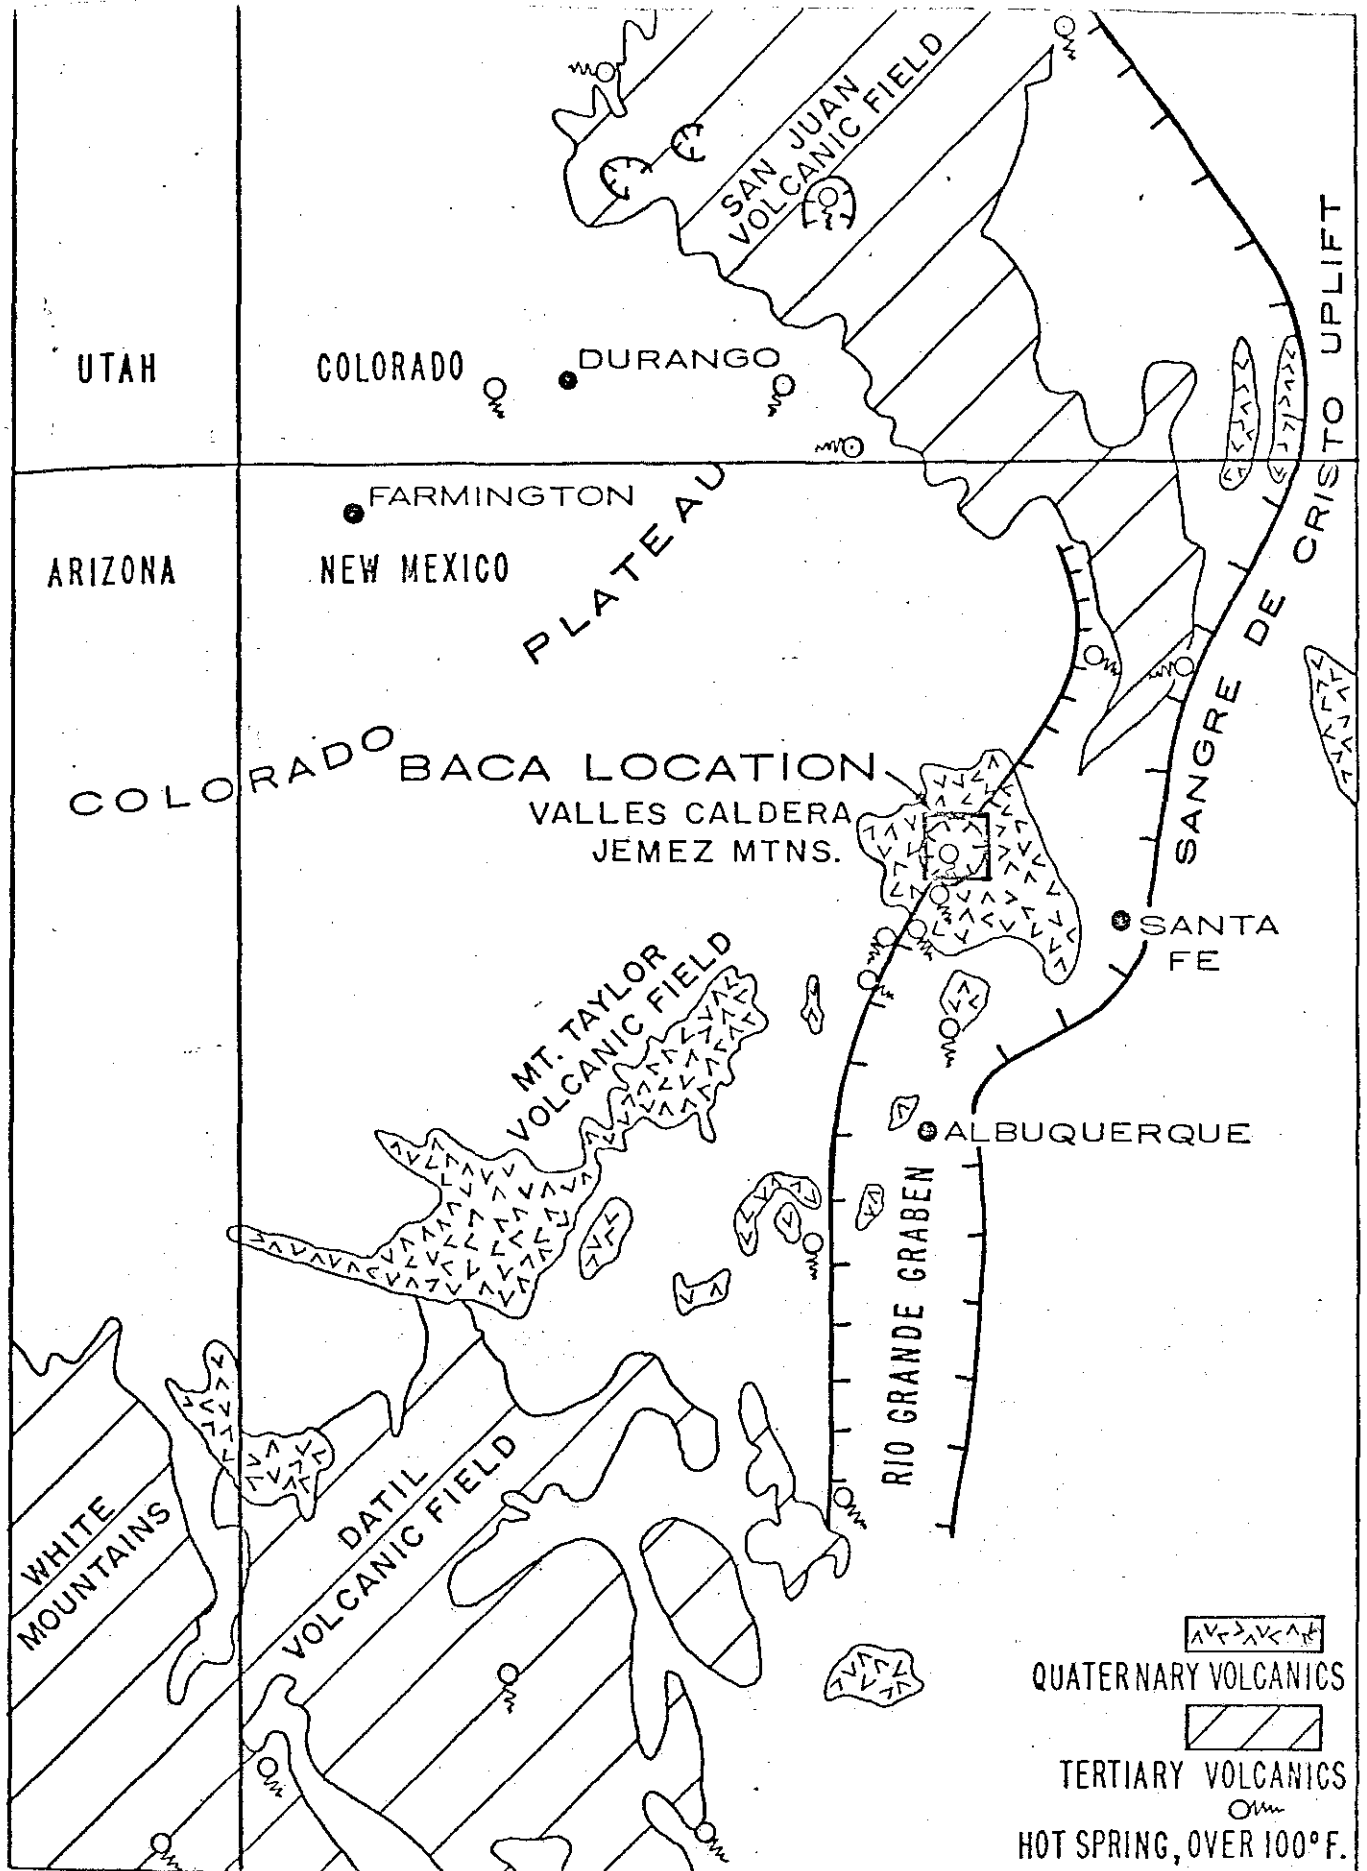 SAN JUAN
VOLCANIC FIELD
SANGRE DE CRISTO UPLIFT
UTAH
COLORADO
DURANGO
FARMINGTON
ARIZONA
NEW MEXICO
COLORADO PLATEAU
BACA LOCATION
VALLES CALDERA
JEMEZ MTNS.
SANTA
FE
MT. TAYLOR
VOLCANIC FIELD
ALBUQUERQUE
RIO GRANDE GRABEN
WHITE
MOUNTAINS
DATIL
VOLCANIC FIELD
QUATERNARY VOLCANICS
TERTIARY VOLCANICS
HOT SPRING, OVER 100° F.